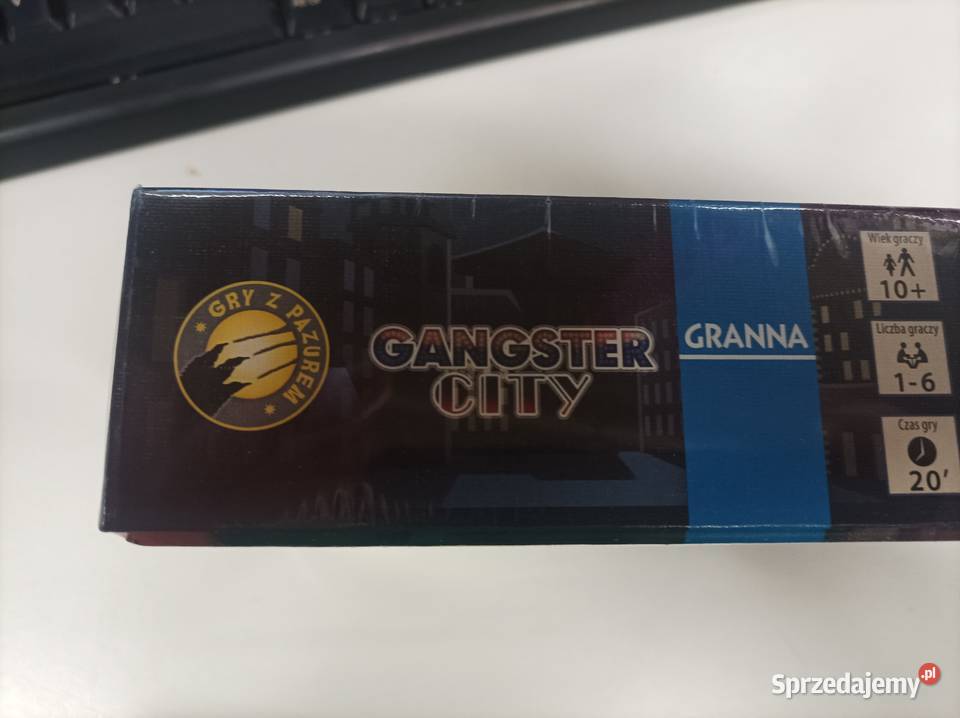 GRY Z PAZUREM
GANGSTER
CITY
GRANNA
Wiek graczy
10+
Liczba graczy
1-6
Czas gry
20'
Sprzedajemy.pl